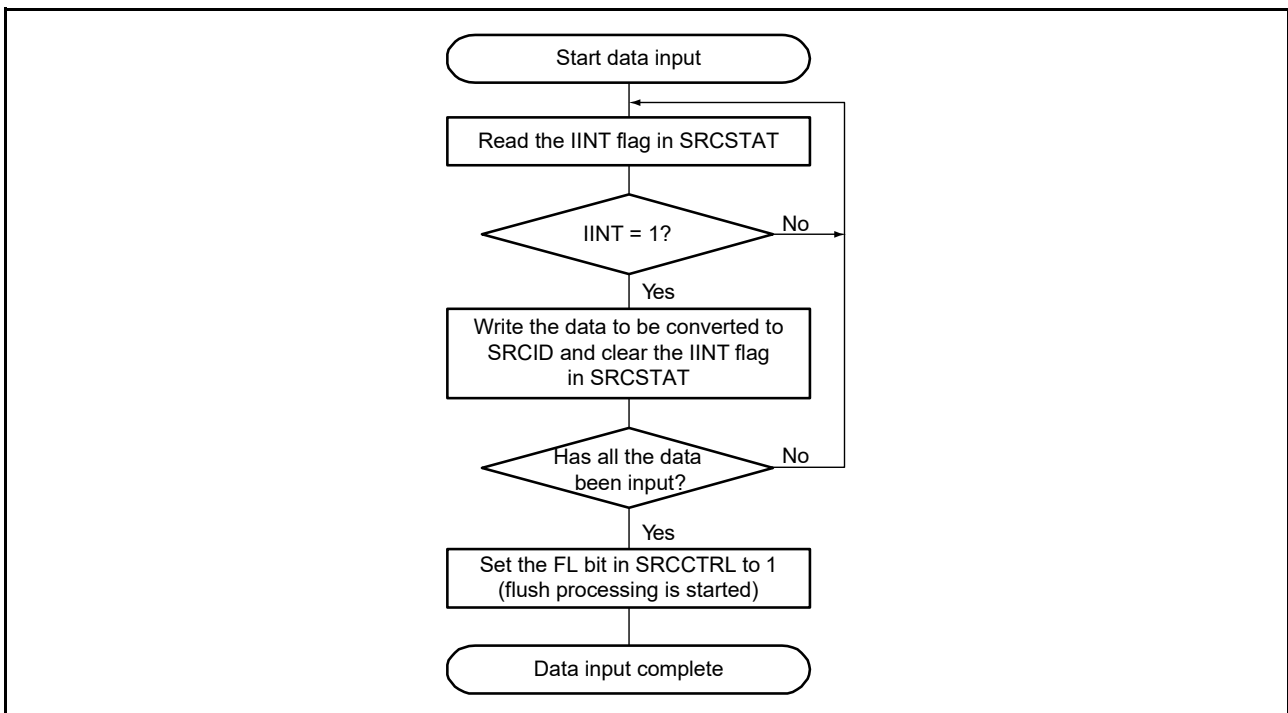 Start data input
Read the IINT flag in SRCSTAT
IINT = 1?
No
Yes
Write the data to be converted to
SRCID and clear the IINT flag
in SRCSTAT
Has all the data
been input?
No
Yes
Set the FL bit in SRCCTRL to 1
(flush processing is started)
Data input complete